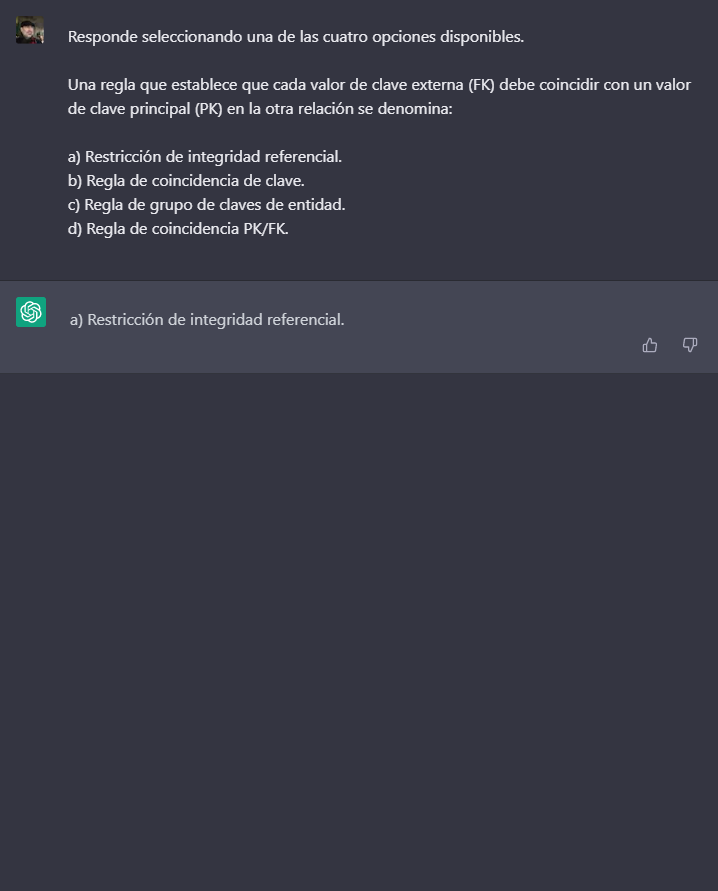 Responde seleccionando una de las cuatro opciones disponibles.
Una regla que establece que cada valor de clave externa (FK) debe coincidir con un valor
de clave principal (PK) en la otra relación se denomina:
a) Restricción de integridad referencial.
b) Regla de coincidencia de clave.
c) Regla de grupo de claves de entidad.
d) Regla de coincidencia PK/FK.
a) Restricción de integridad referencial.